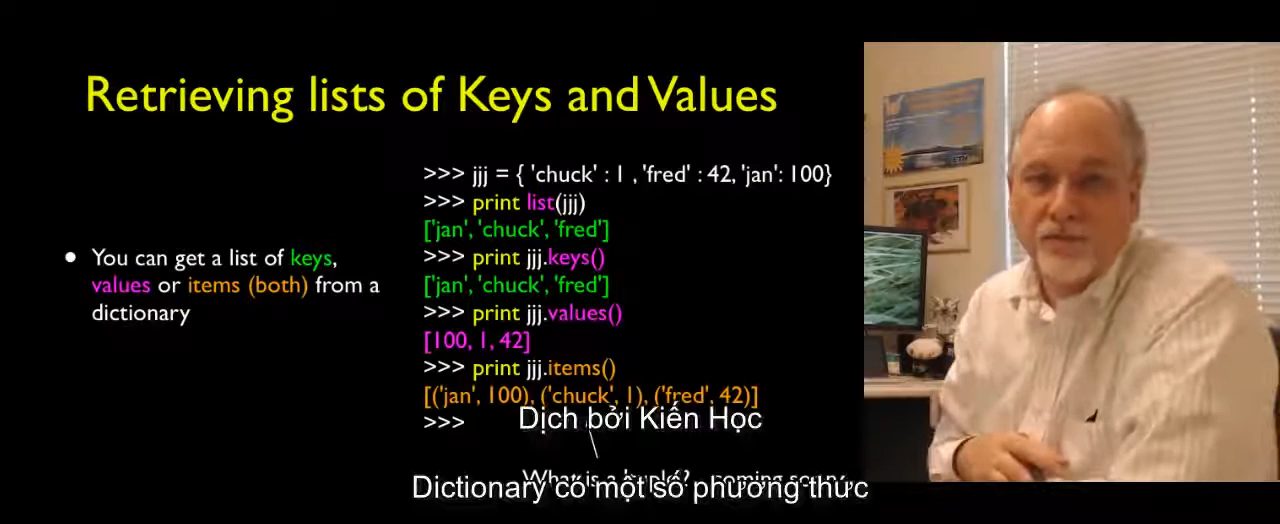 Retrieving lists of Keys and Values
• You can get a list of keys,
values or items (both) from a
dictionary
>>> jjj = { 'chuck' : 1 , 'fred' : 42, 'jan': 100}
>>> print list(jjj)
['jan', 'chuck', 'fred']
>>> print jjj.keys()
['jan', 'chuck', 'fred']
>>> print jjj.values()
[100, 1, 42]
>>> print jjj.items()
[('jan', 100), ('chuck', 1), ('fred', 42)]
>>>
Dịch bởi Kiến Học
What is a
Dictionary có một số phương thức